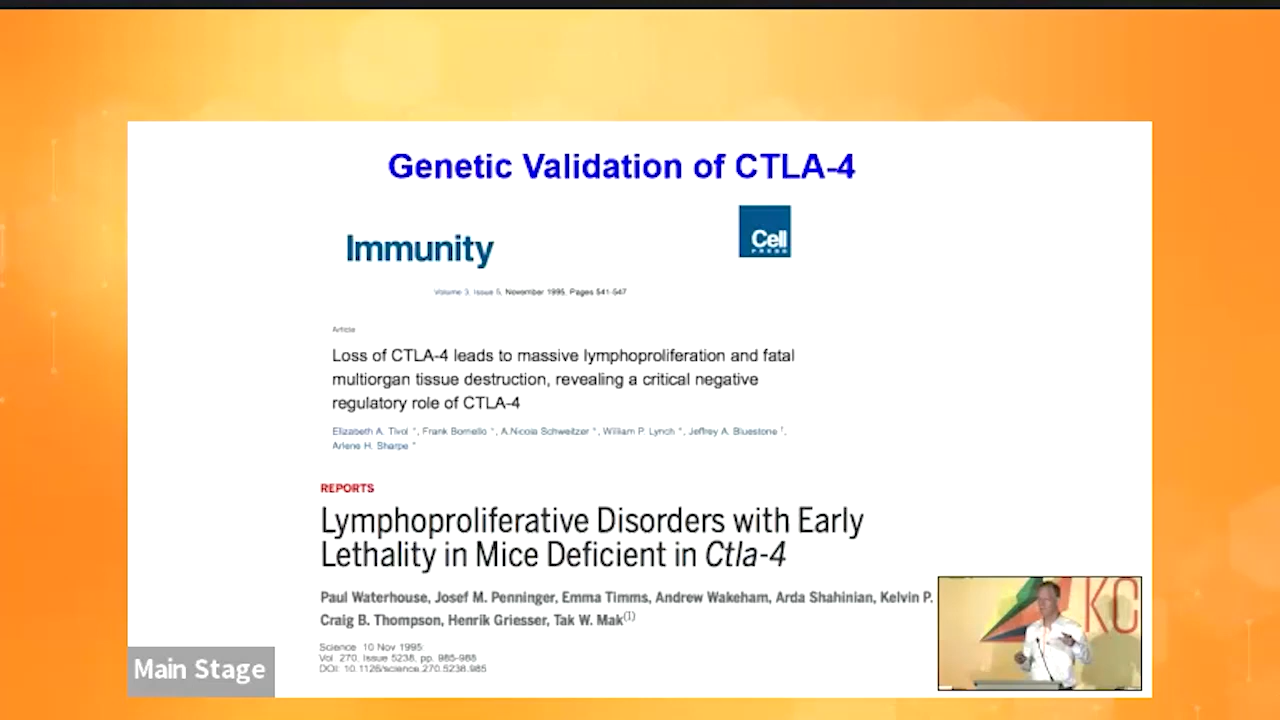 Genetic Validation of CTLA-4
Immunity
Cell
PRESS
Volume 3, Issue 5, November 1995, Pages 541-547
Article
Loss of CTLA-4 leads to massive lymphoproliferation and fatal
multiorgan tissue destruction, revealing a critical negative
regulatory role of CTLA-4
Elizabeth A. Tivol *, Frank Borriello *, A.Nicola Schweitzer *, William P. Lynch *, Jeffrey A. Bluestone †,
Arlene H. Sharpe *
REPORTS
Lymphoproliferative Disorders with Early
Lethality in Mice Deficient in Ctla-4
Paul Waterhouse, Josef M. Penninger, Emma Timms, Andrew Wakeham, Arda Shahinian, Kelvin P.
Craig B. Thompson, Henrik Griesser, Tak W. Mak(1)
Science 10 Nov 1995:
Vol 270, Issue 5238, pp. 985-988
DOI: 10.1126/science.270.5238.985
Main Stage
KC